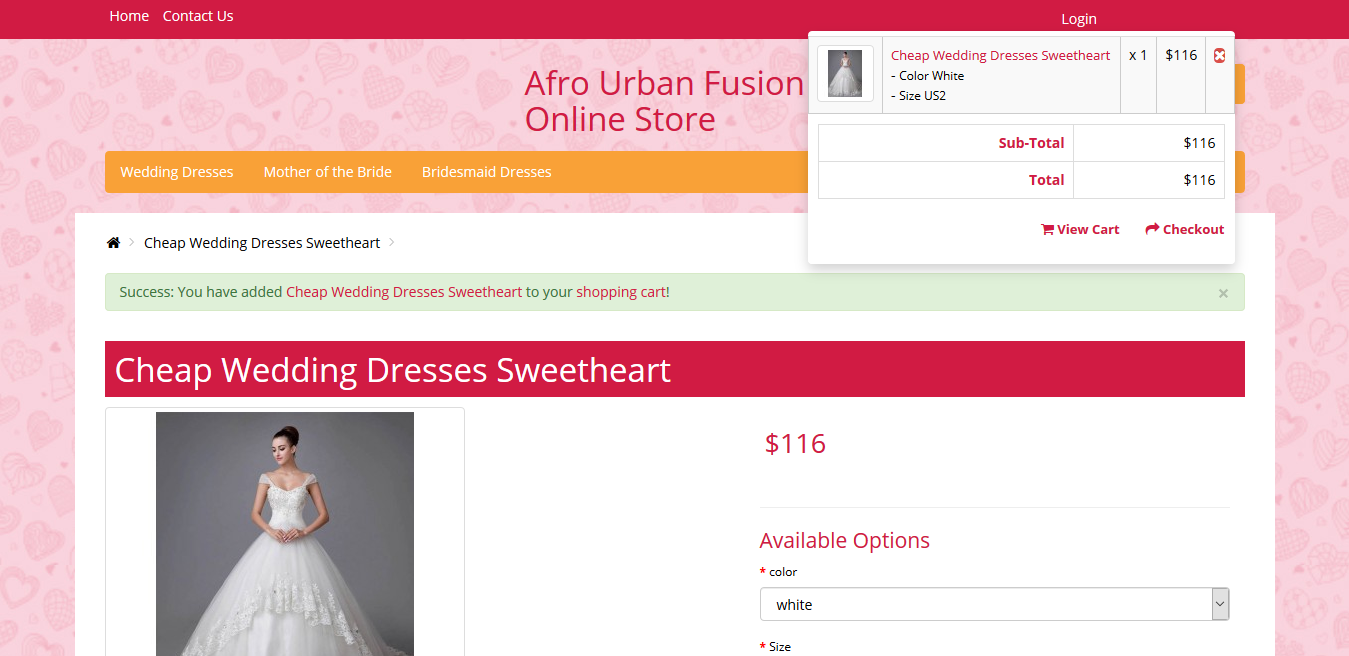 Home Contact Us Login
Afro Urban Fusion
Online Store
Cheap Wedding Dresses Sweetheart x 1 $116
- Color White
- Size US2
Sub-Total $116
Total $116
View Cart Checkout
Wedding Dresses Mother of the Bride Bridesmaid Dresses
Cheap Wedding Dresses Sweetheart
Success: You have added Cheap Wedding Dresses Sweetheart to your shopping cart! ×
Cheap Wedding Dresses Sweetheart
$116
Available Options
* color
white
* Size